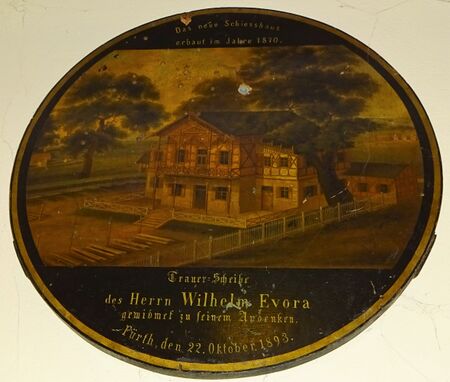 Das neue Schiesshaus
erbaut im Jahre 1870.
Trauer-Scheibe
des Herrn Wilhelm Evora
gewidmet zu seinem Andenken.
Fürth, den 22. Oktober 1893.